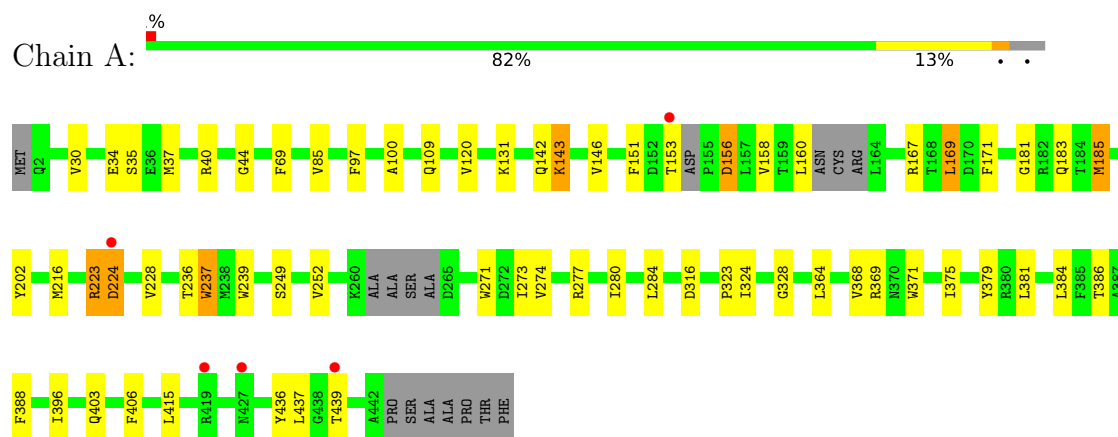 .%
Chain A:
82% 13% • •
MET Q2 V30 E34 S35 E36 M37 R40 G44 F69 V85 F97 A100 Q109 V120 K131 Q142 K143 V146 F151 D152 T153 ASP P155 D156 L157 V158 T159 L160 ASN CYS ARG L164 R167 T168 L169 D170 F171 G181 R182 Q183 T184 M185
Y202 M216 R223 D224 V228 T236 W237 M238 W239 S249 V252 K260 ALA ALA SER ALA D265 W271 D272 I273 V274 R277 I280 L284 D316 P323 I324 G328 L364 V368 R369 N370 W371 I375 Y379 R380 L381 L384 F385 T386 A387
F388 I396 Q403 F406 L415 R419 N427 Y436 L437 G438 T439 A442 PRO SER ALA ALA PRO THR PHE